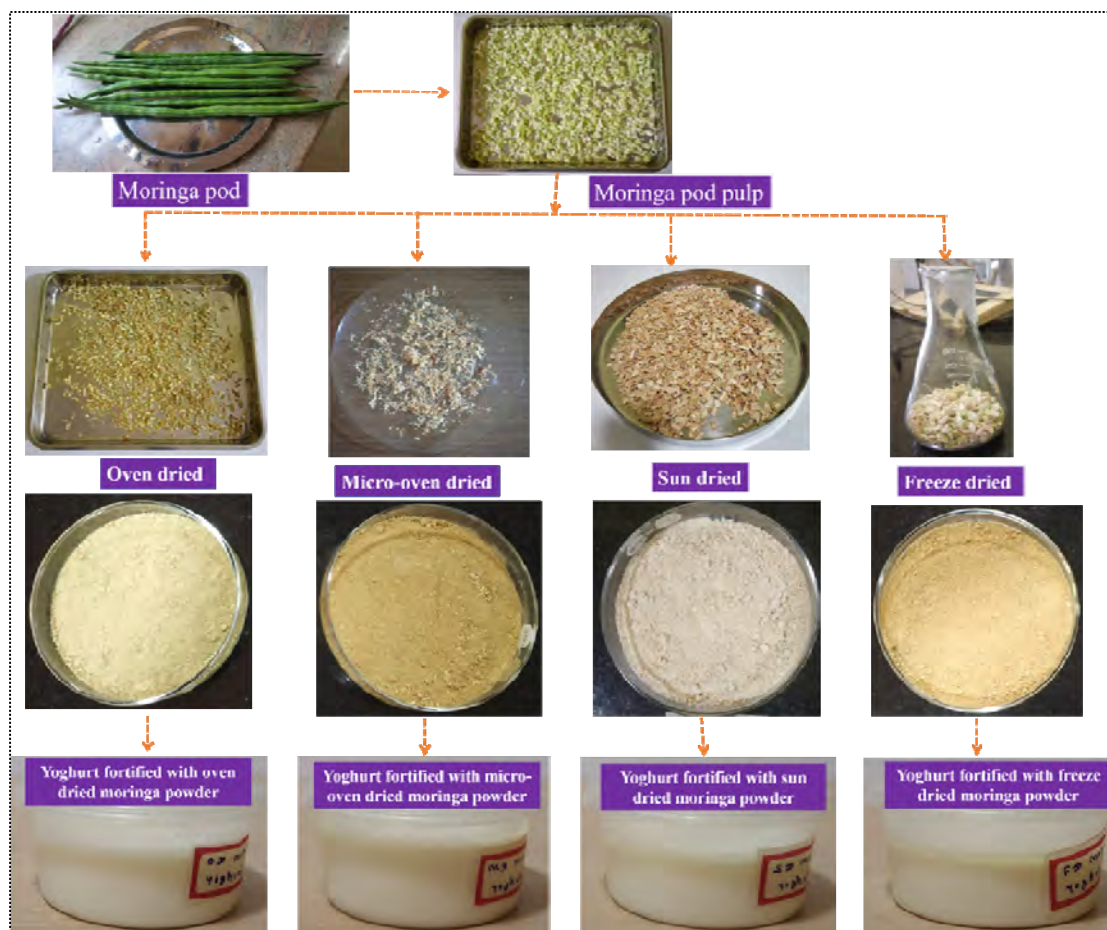 Moringa pod
Moringa pod pulp
Oven dried
Micro-oven dried
Sun dried
Freeze dried
Yoghurt fortified with oven
dried moringa powder
Yoghurt fortified with micro-
oven dried moringa powder
Yoghurt fortified with sun
dried moringa powder
Yoghurt fortified with freeze
dried moringa powder